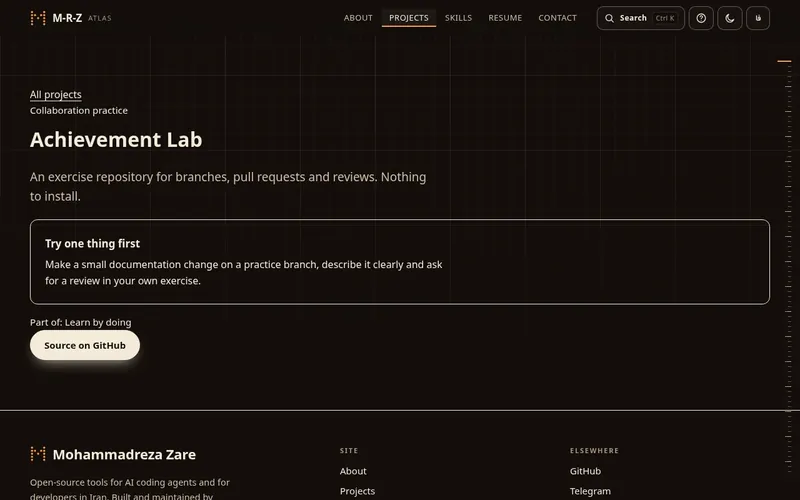 M-R-Z ATLAS
ABOUT
PROJECTS
SKILLS
RESUME
CONTACT
Search Ctrl K
All projects
Collaboration practice
Achievement Lab
An exercise repository for branches, pull requests and reviews. Nothing
to install.
Try one thing first
Make a small documentation change on a practice branch, describe it clearly and ask
for a review in your own exercise.
Part of: Learn by doing
Source on GitHub
Mohammadreza Zare
Open-source tools for AI coding agents and for
developers in Iran. Built and maintained by
SITE
About
Projects
ELSEWHERE
GitHub
Telegram